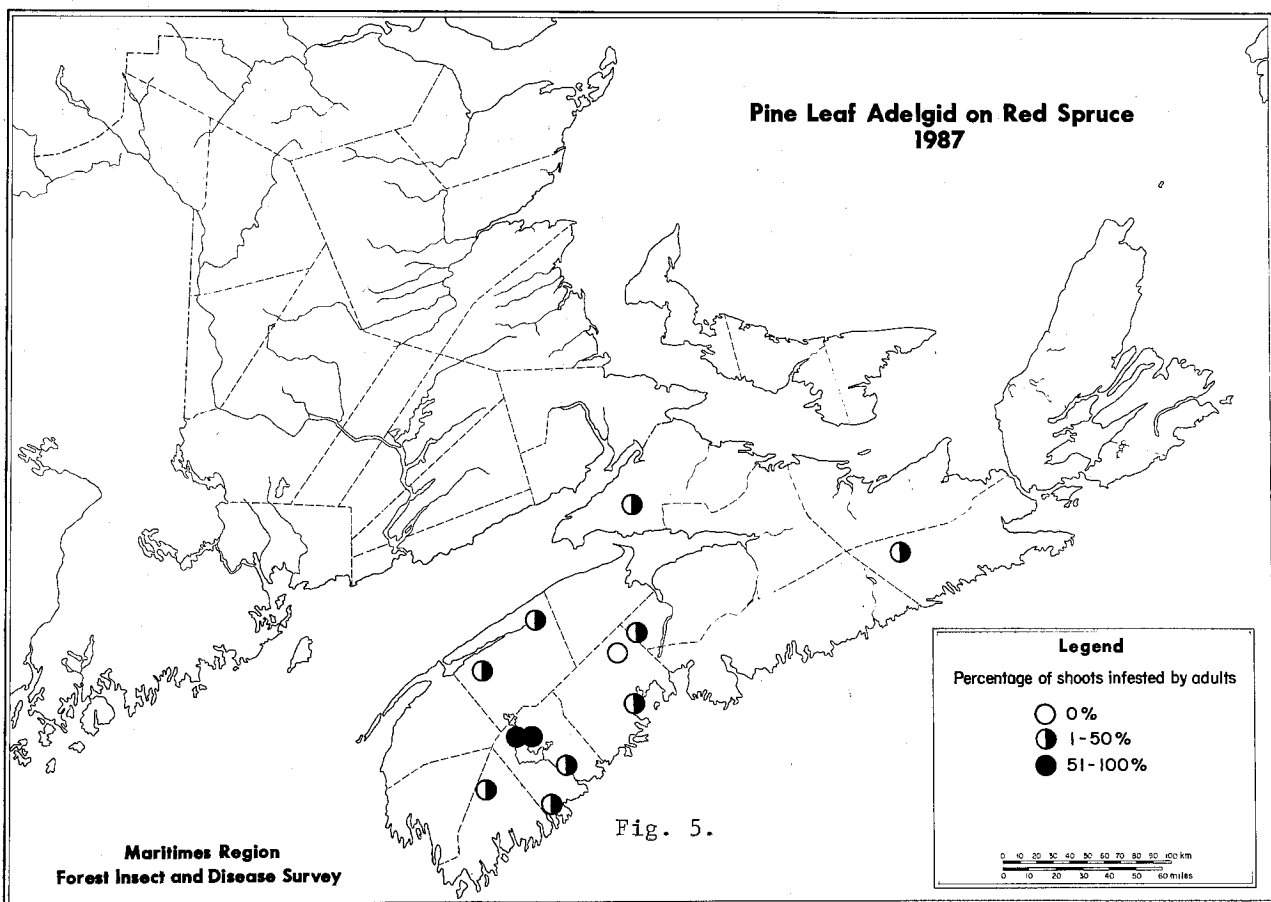 Pine Leaf Adelgid on Red Spruce
1987
Legend
Percentage of shoots infested by adults
0%
1-50%
51-100%
0 10 20 30 40 50 60 70 80 90 100 km
0 10 20 30 40 50 60 miles
Fig. 5.
Maritimes Region
Forest Insect and Disease Survey